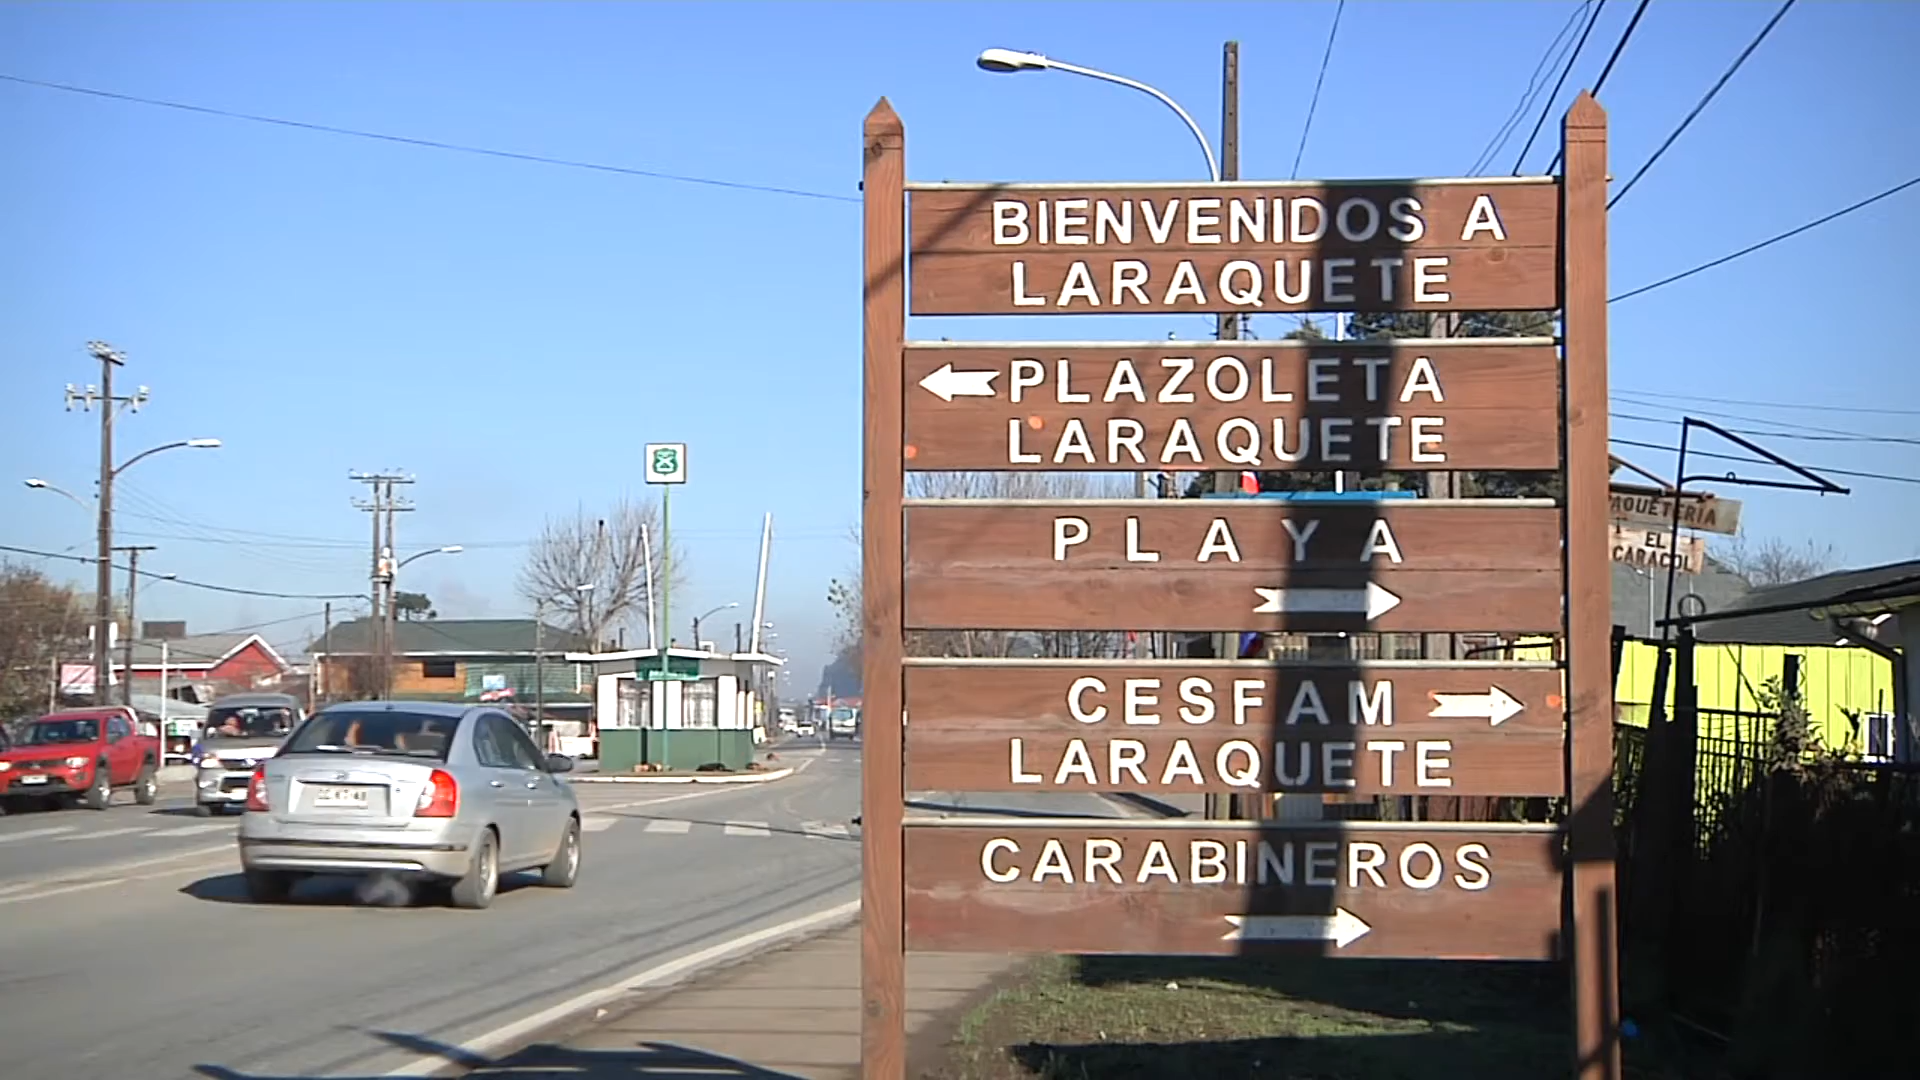 BIENVENIDOS A
LARAQUETE
PLAZOLETA
LARAQUETE
PLAYA
CESFAM
LARAQUETE
CARABINEROS
EL
CARACOL